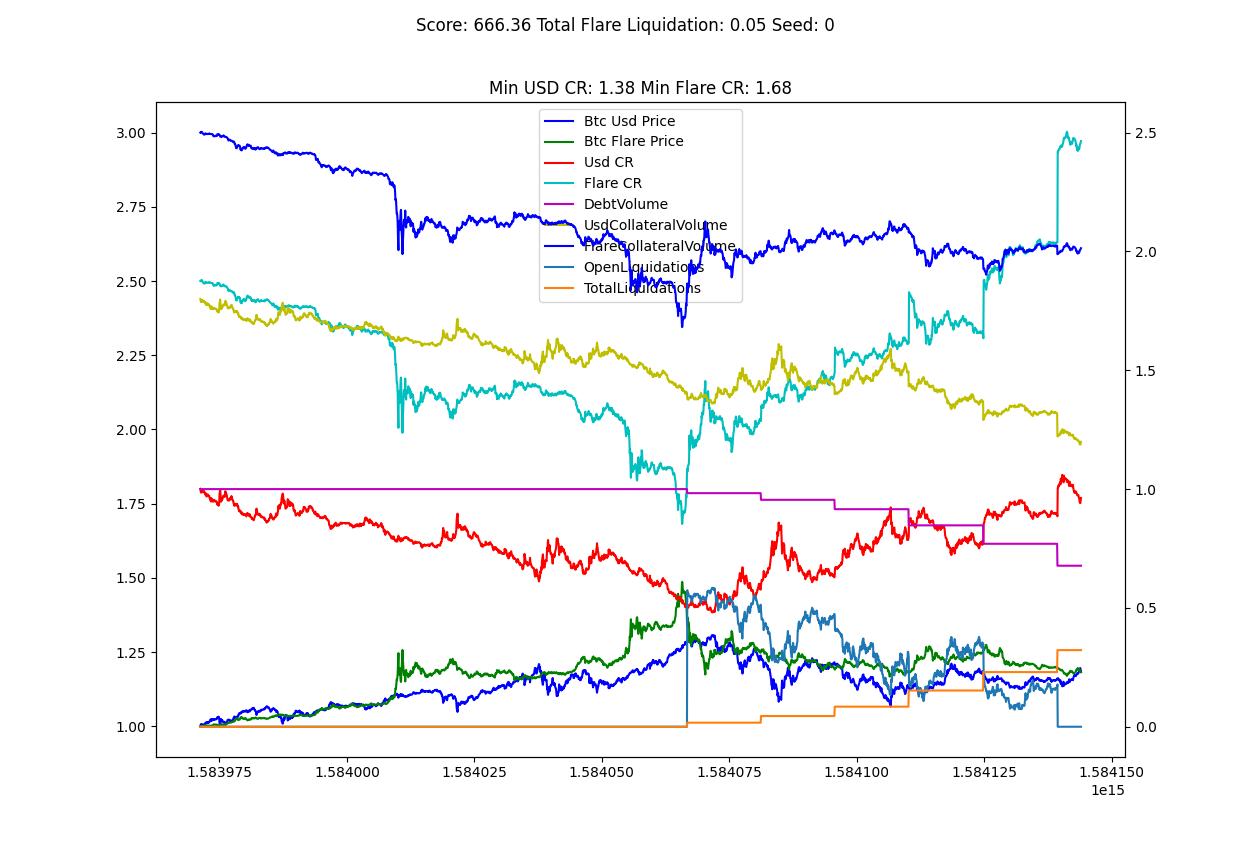 Score: 666.36 Total Flare Liquidation: 0.05 Seed: 0
Min USD CR: 1.38 Min Flare CR: 1.68
Btc Usd Price
Btc Flare Price
Usd CR
Flare CR
DebtVolume
UsdCollateralVolume
FlareCollateralVolume
OpenLiquidations
TotalLiquidations
3.00
2.75
2.50
2.25
2.00
1.75
1.50
1.25
1.00
2.5
2.0
1.5
1.0
0.5
0.0
1.583975 1.584000 1.584025 1.584050 1.584075 1.584100 1.584125 1.584150
1e15